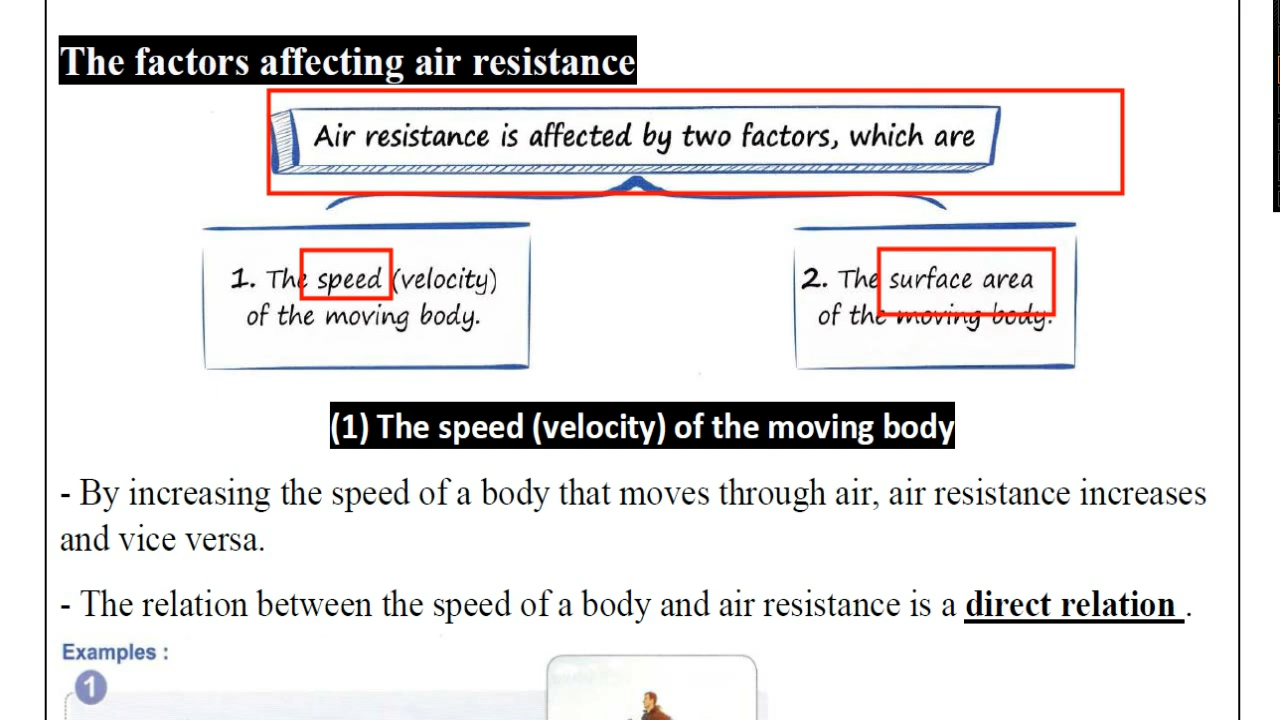 The factors affecting air resistance
Air resistance is affected by two factors, which are
1. The speed (velocity)
of the moving body.
2. The surface area
of the moving body.
(1) The speed (velocity) of the moving body
- By increasing the speed of a body that moves through air, air resistance increases
and vice versa.
- The relation between the speed of a body and air resistance is a direct relation .
Examples :
1